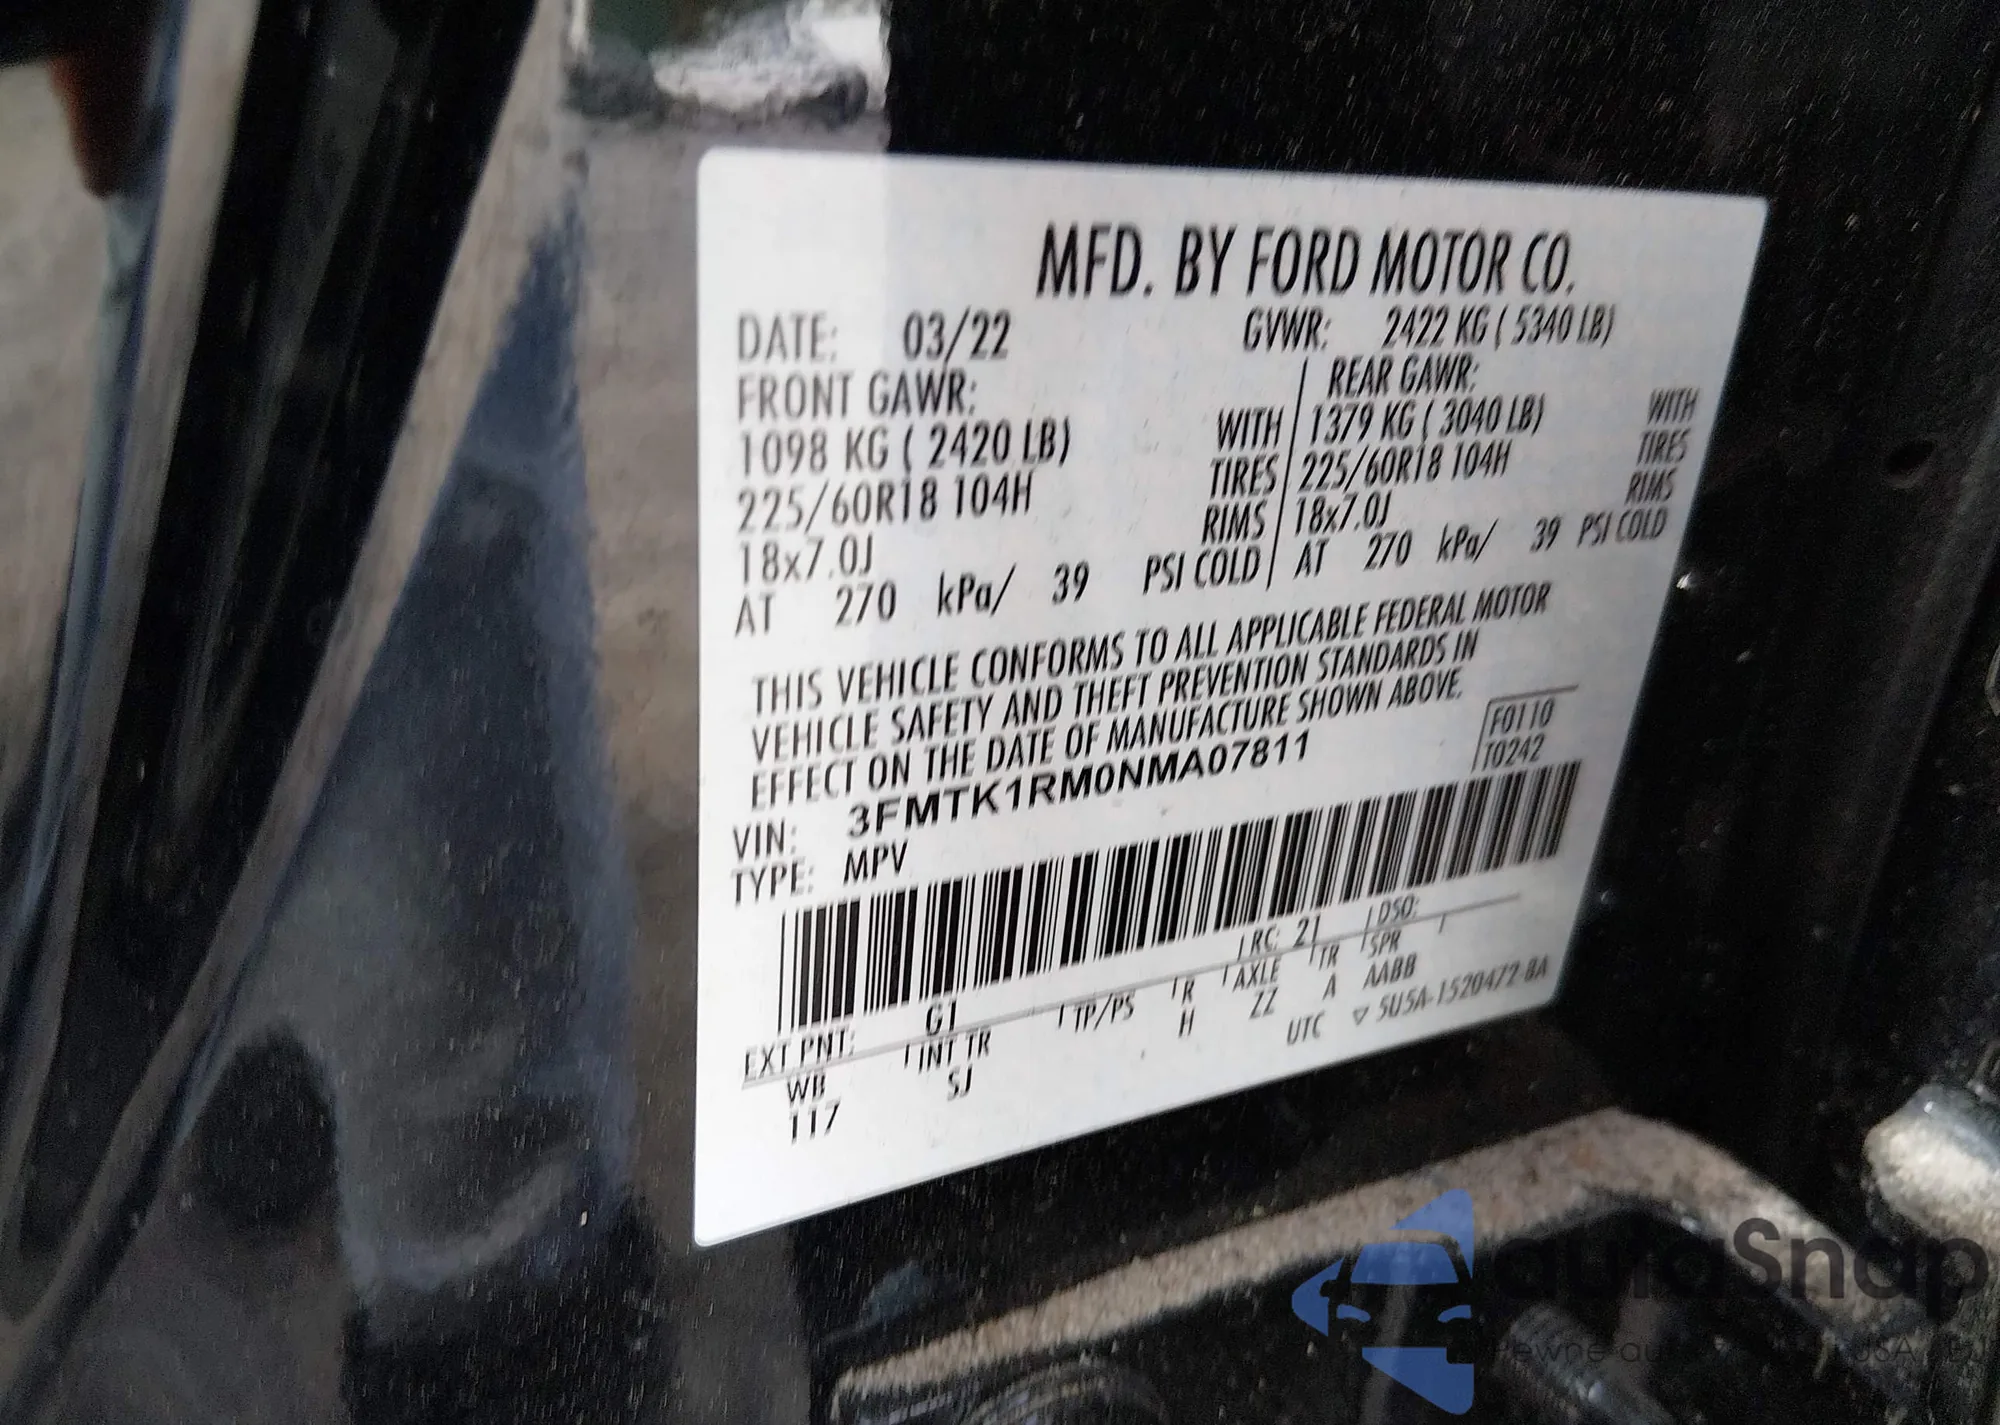 MFD. BY FORD MOTOR CO.
DATE: 03/22 GVWR: 2422 KG ( 5340 LB)
FRONT GAWR: REAR GAWR:
1098 KG ( 2420 LB) WITH 1379 KG ( 3040 LB) WITH
225/60R18 104H TIRES 225/60R18 104H TIRES
18x7.0J RIMS 18x7.0J RIMS
AT 270 kPa/ 39 PSI COLD AT 270 kPa/ 39 PSI COLD
THIS VEHICLE CONFORMS TO ALL APPLICABLE FEDERAL MOTOR
VEHICLE SAFETY AND THEFT PREVENTION STANDARDS IN
EFFECT ON THE DATE OF MANUFACTURE SHOWN ABOVE.
F0110
T0242
VIN: 3FMTK1RM0NMA07811
TYPE: MPV
EXT PNT: G1 RC: 21 DSO:
WB INT TR TP/PS R AXLE TR SPR
117 SJ H ZZ A AABB
UTC ▽ 5U5A-1520472-BA
autoSnap